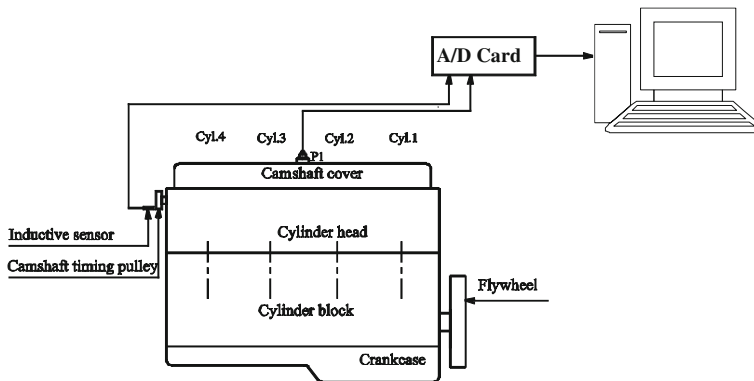 A/D Card
Cyl.4 Cyl.3 Cyl.2 Cyl.1
P1
Camshaft cover
Inductive sensor
Cylinder head
Camshaft timing pulley
Flywheel
Cylinder block
Crankcase